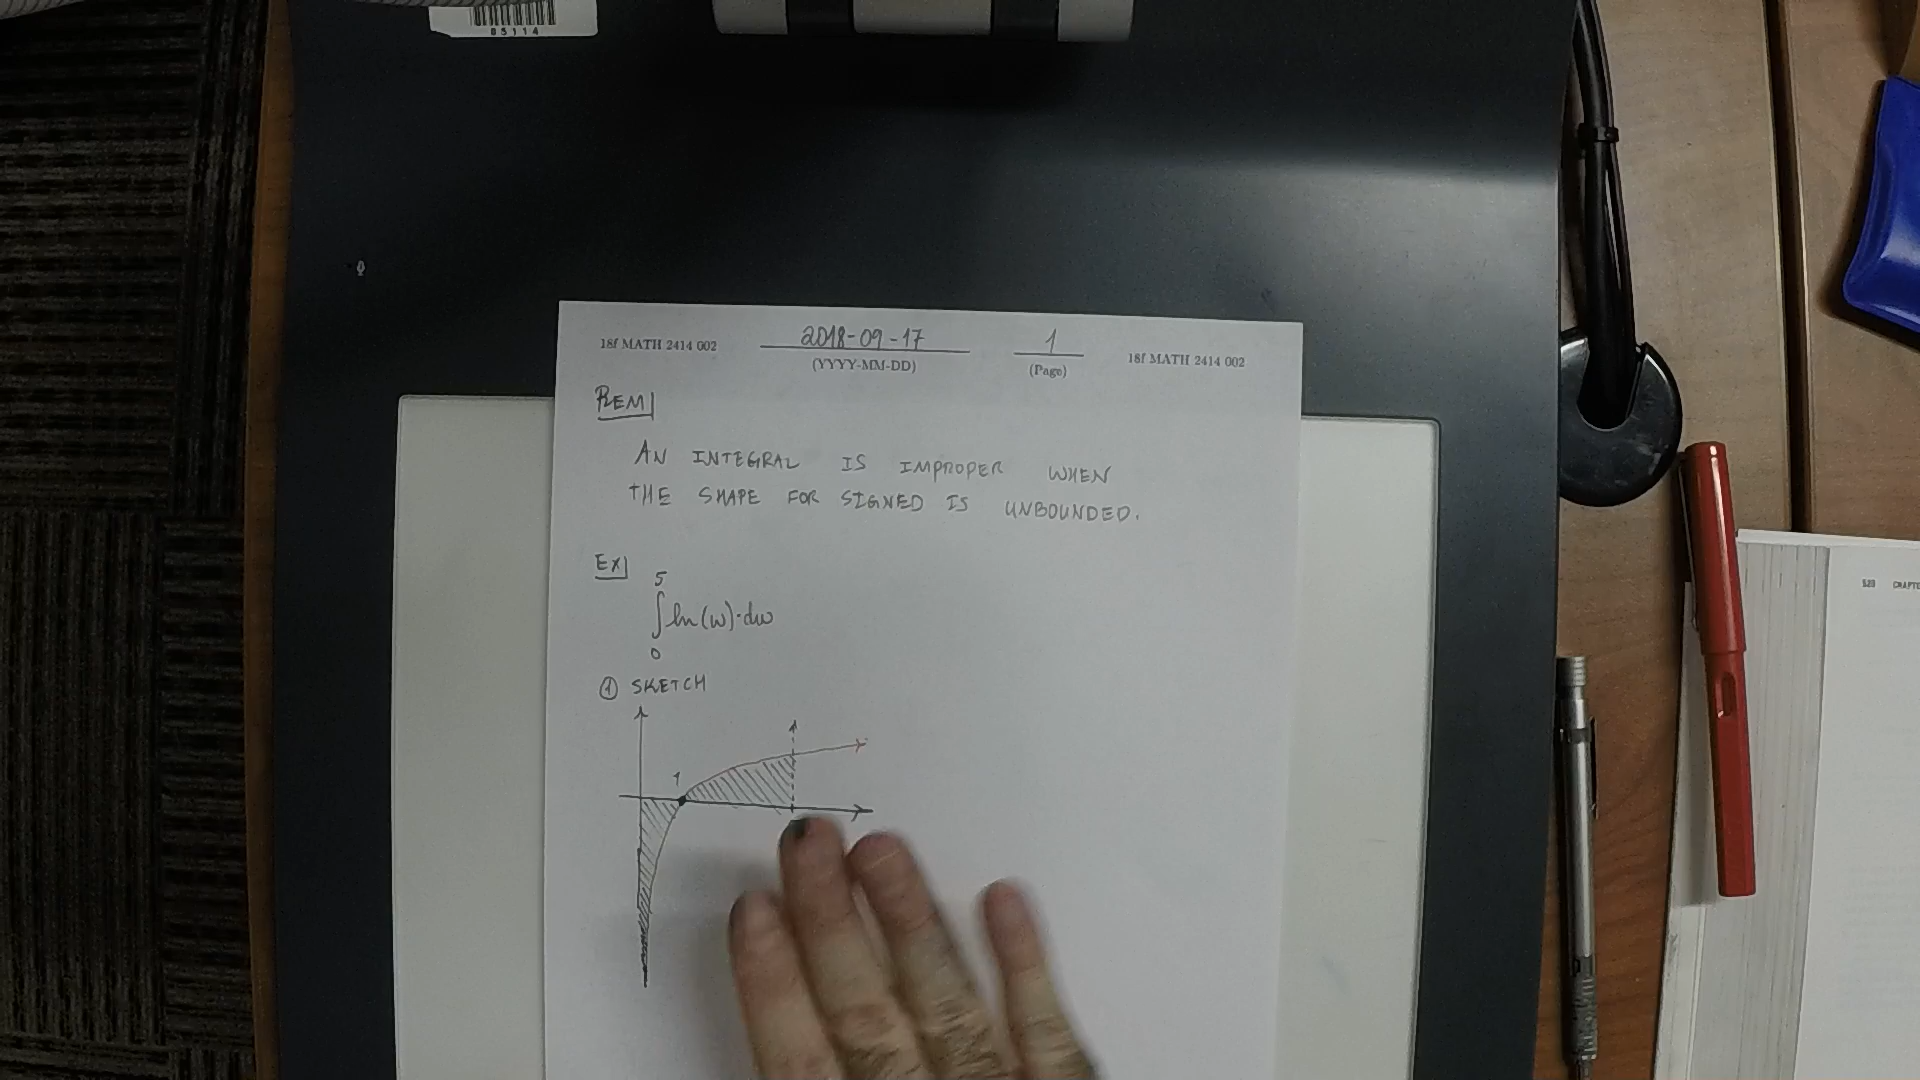 05114
18f MATH 2414 002
2018-09-17
(YYYY-MM-DD)
1
(Page)
18f MATH 2414 002
REM
AN INTEGRAL IS IMPROPER WHEN
THE SHAPE FOR SIGNED IS UNBOUNDED.
EX
5
∫ln(w)·dw
0
① SKETCH
1